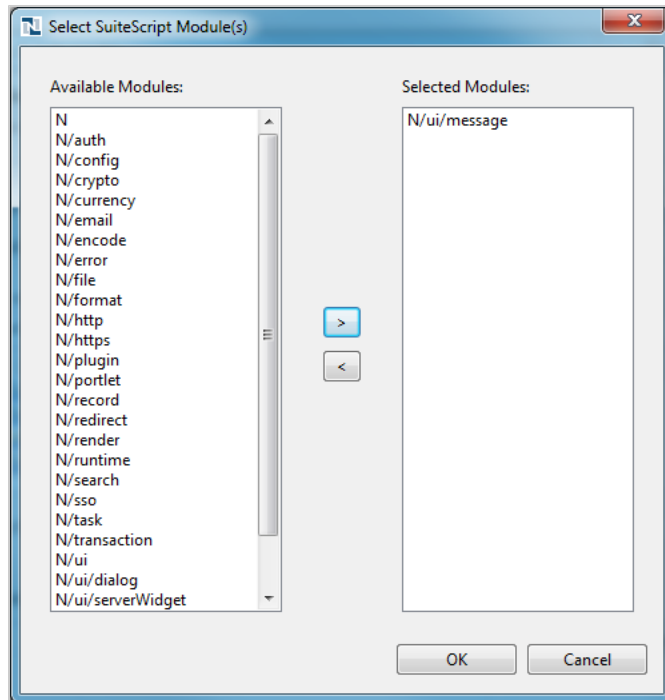 Select SuiteScript Module(s)
Available Modules:
N
N/auth
N/config
N/crypto
N/currency
N/email
N/encode
N/error
N/file
N/format
N/http
N/https
N/plugin
N/portlet
N/record
N/redirect
N/render
N/runtime
N/search
N/sso
N/task
N/transaction
N/ui
N/ui/dialog
N/ui/serverWidget
>
<
Selected Modules:
N/ui/message
OK
Cancel